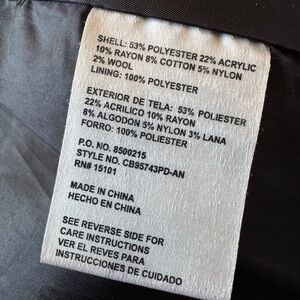 SHELL: 53% POLYESTER 22% ACRYLIC
10% RAYON 8% COTTON 5% NYLON
2% WOOL
LINING: 100% POLYESTER
EXTERIOR DE TELA: 53% POLIESTER
22% ACRILICO 10% RAYON
8% ALGODON 5% NYLON 3% LANA
FORRO: 100% POLIESTER
P.O. NO. 8500215
STYLE NO. CB95743PD-AN
RN# 15101
MADE IN CHINA
HECHO EN CHINA
SEE REVERSE SIDE FOR
CARE INSTRUCTIONS
VER EL REVES PARA
INSTRUCCIONES DE CUIDADO